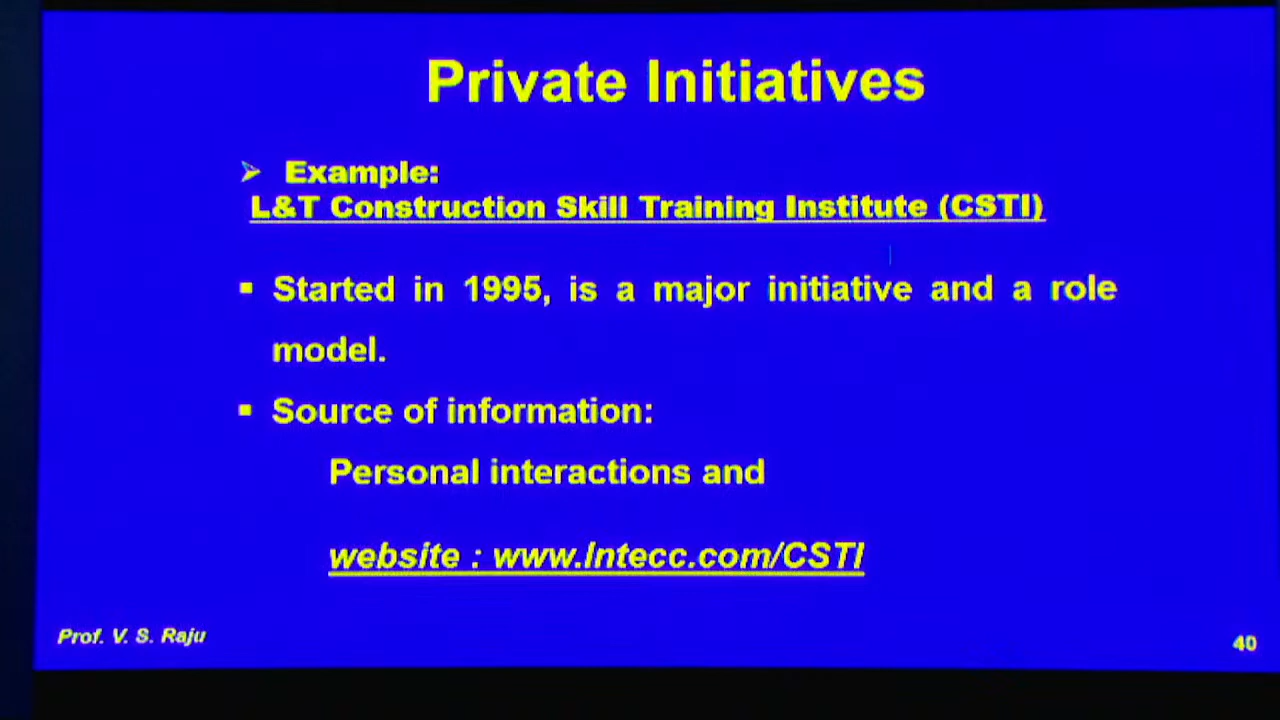 Private Initiatives
➢ Example:
L&T Construction Skill Training Institute (CSTI)
▪ Started in 1995, is a major initiative and a role
model.
▪ Source of information:
Personal interactions and
website : www.lntecc.com/CSTI
Prof. V. S. Raju
40